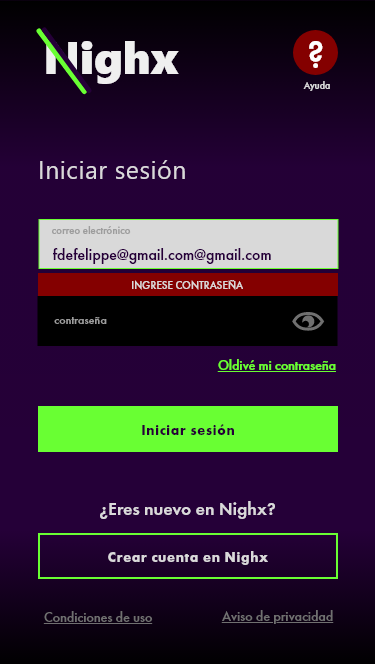 Nighx
?
Ayuda
Iniciar sesión
correo electrónico
fdefelippe@gmail.com@gmail.com
INGRESE CONTRASEÑA
contraseña
Oldivé mi contraseña
Iniciar sesión
¿Eres nuevo en Nighx?
Crear cuenta en Nighx
Condiciones de uso
Aviso de privacidad